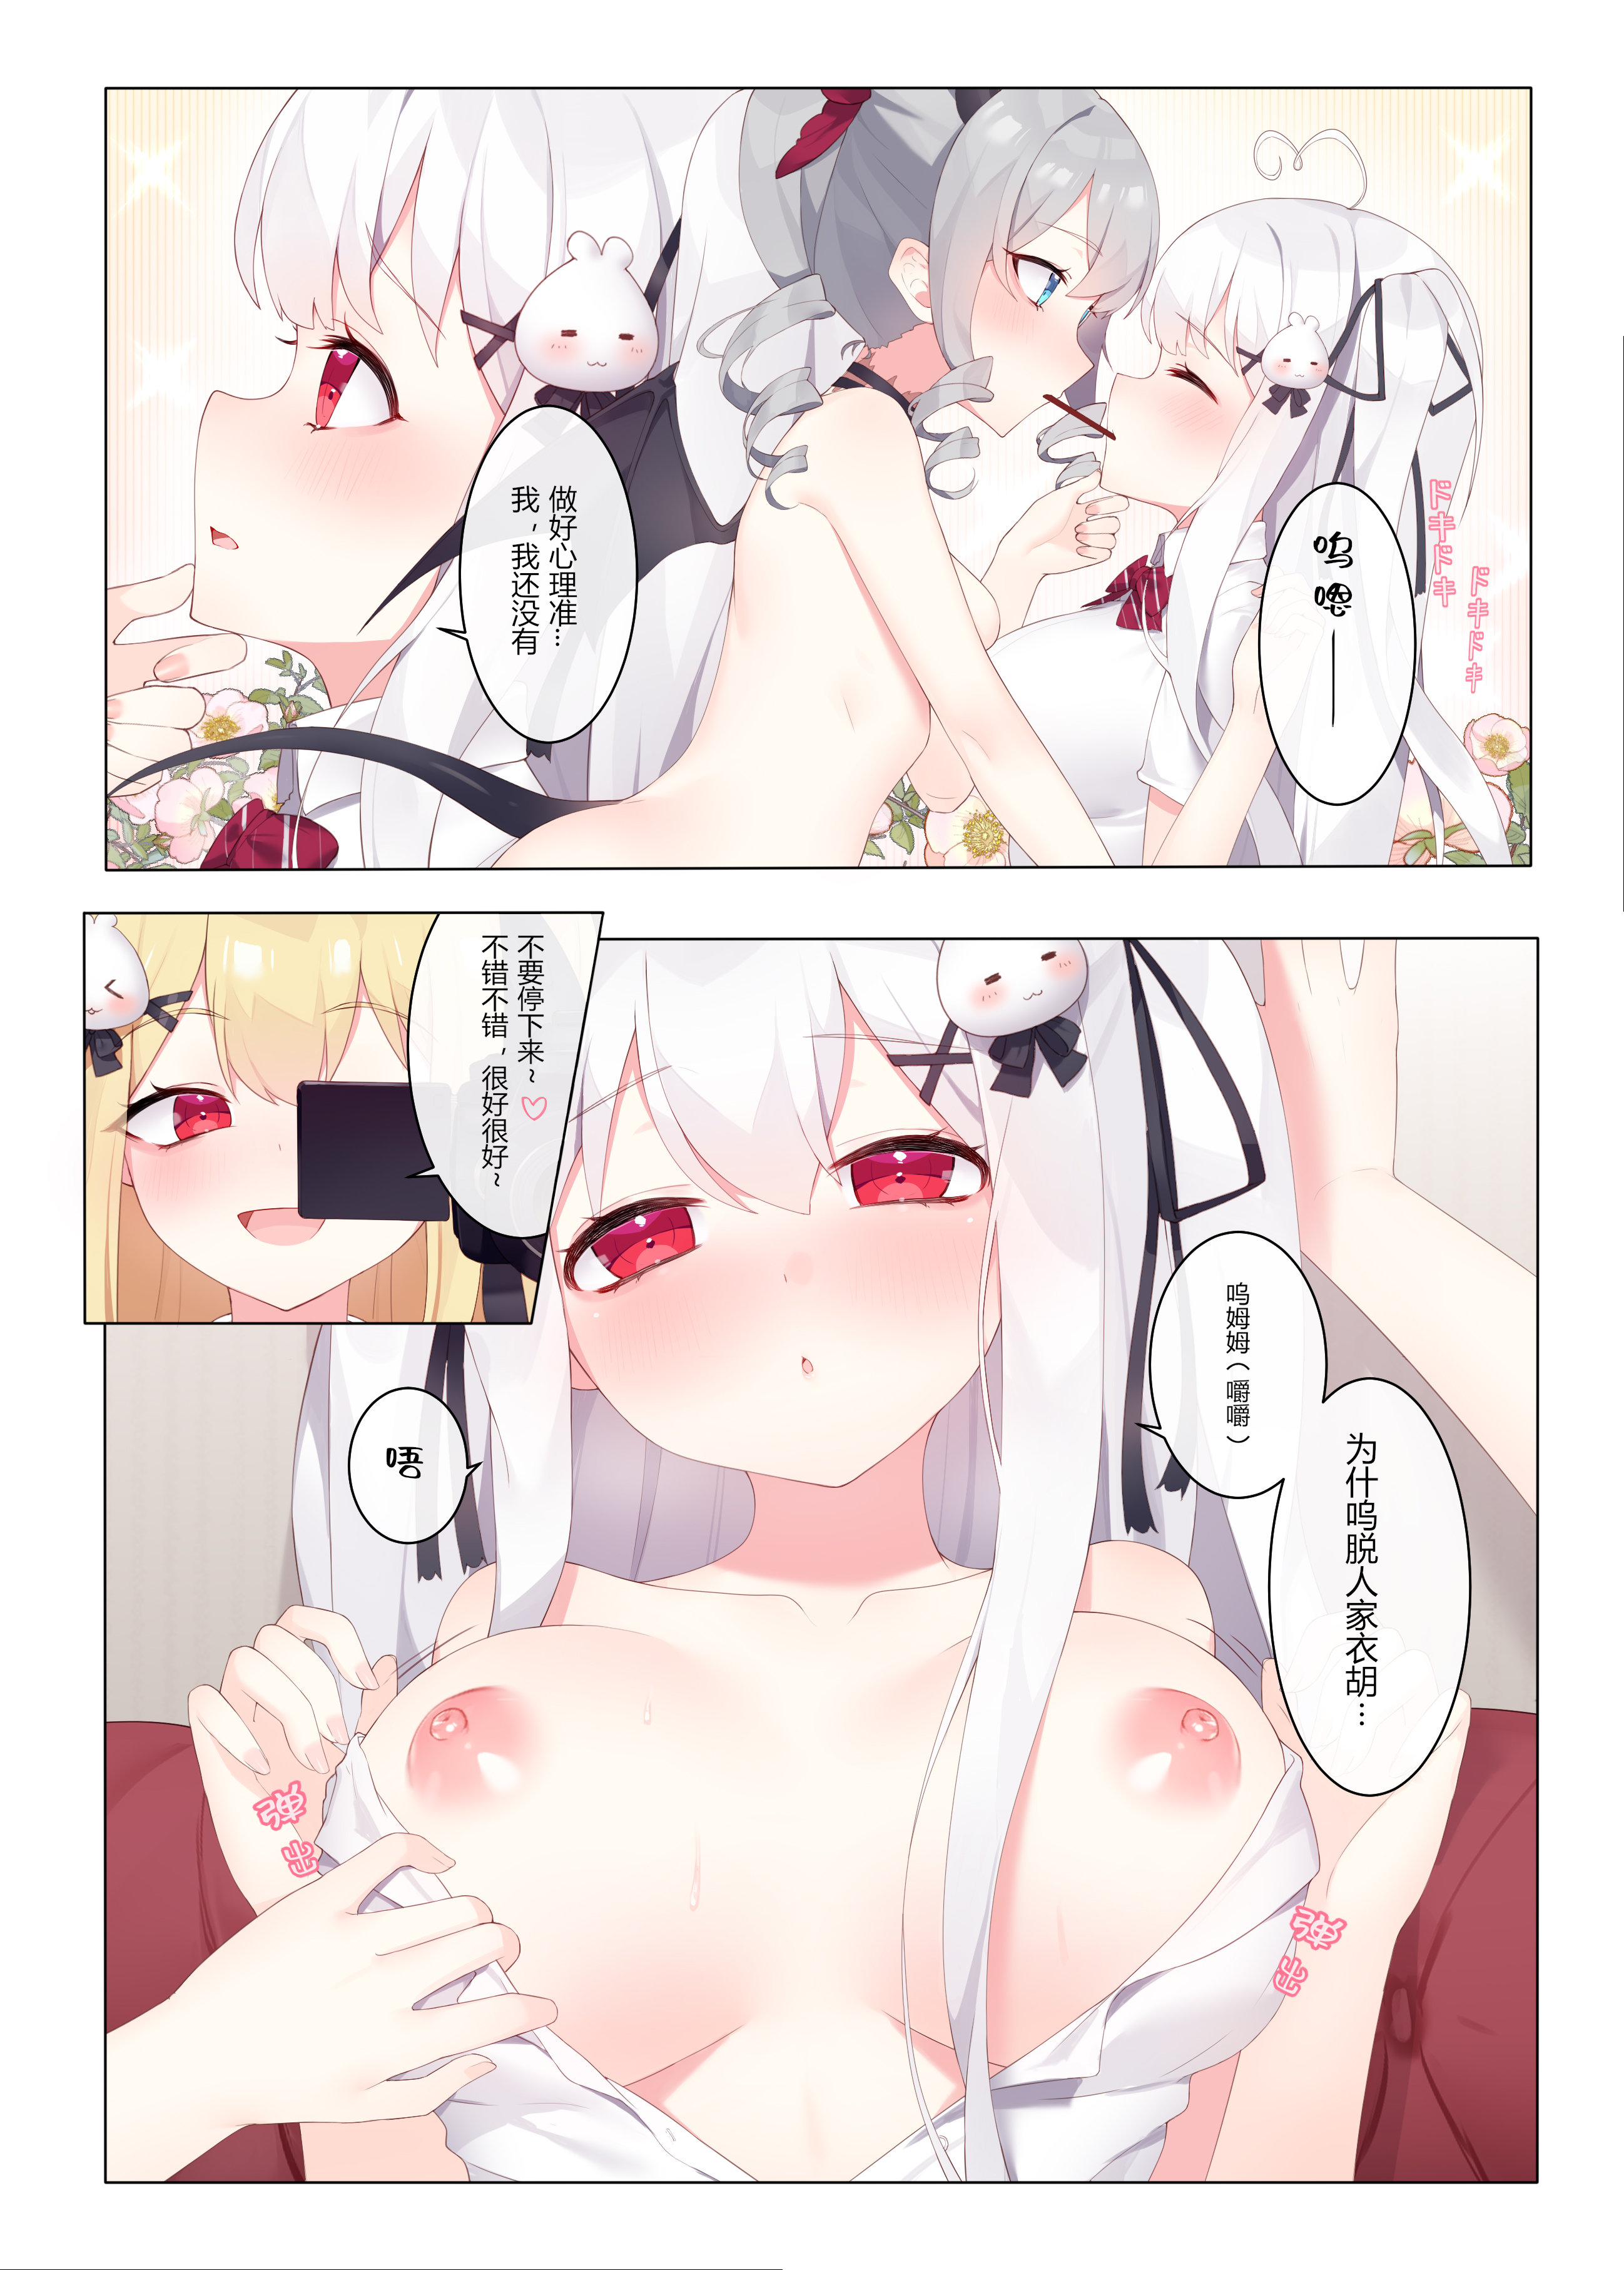 我，我还没有
做好心理准…
呜嗯——
ドキドキ
ドキドキ
不错不错，很好很好~
不要停下来~♡
唔
呜姆姆（嚼嚼）
为什呜脱人家衣胡…
弹出
弹出